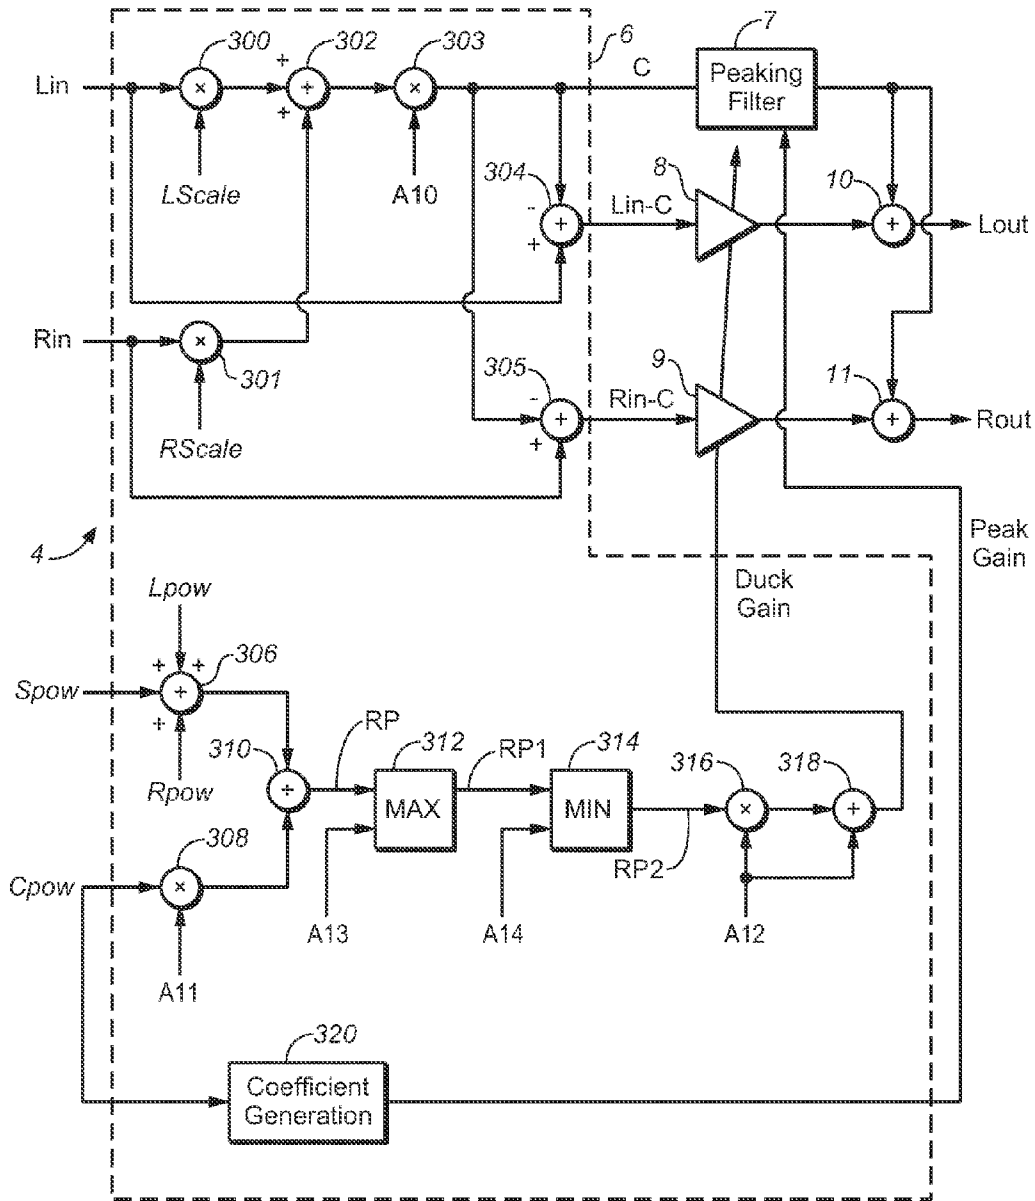 300
302
303
6
7
Lin
×
+
+
+
×
C
Peaking
Filter
LScale
A10
304
-
+
+
Lin-C
8
10
+
Lout
Rin
×
301
RScale
305
-
+
+
Rin-C
9
11
+
Rout
4
Peak
Gain
Duck
Gain
Lpow
306
Spow
+
+
+
+
Rpow
310
÷
RP
312
MAX
RP1
314
MIN
316
×
318
+
RP2
308
Cpow
×
A11
A13
A14
A12
320
Coefficient
Generation